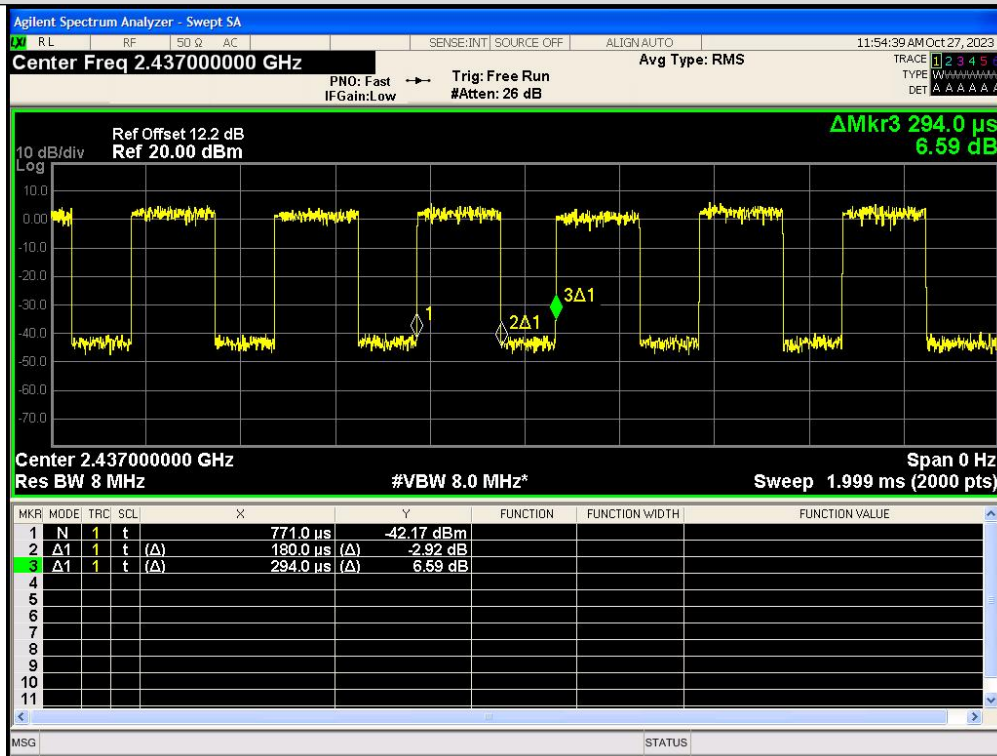 Agilent Spectrum Analyzer - Swept SA
LXI RL RF 50 Ω AC SENSE:INT SOURCE OFF ALIGN AUTO 11:54:39 AM Oct 27, 2023
Center Freq 2.437000000 GHz Avg Type: RMS TRACE 1 2 3 4 5 6
PNO: Fast Trig: Free Run TYPE
IFGain:Low #Atten: 26 dB DET A A A A A A
ΔMkr3 294.0 µs
6.59 dB
Ref Offset 12.2 dB
10 dB/div Ref 20.00 dBm
Log
10.0
0.00
-10.0
-20.0
-30.0
-40.0
-50.0
-60.0
-70.0
1
2Δ1
3Δ1
Center 2.437000000 GHz Span 0 Hz
Res BW 8 MHz #VBW 8.0 MHz* Sweep 1.999 ms (2000 pts)
MKR MODE TRC SCL X Y FUNCTION FUNCTION WIDTH FUNCTION VALUE
1 N 1 t 771.0 µs -42.17 dBm
2 Δ1 1 t (Δ) 180.0 µs (Δ) -2.92 dB
3 Δ1 1 t (Δ) 294.0 µs (Δ) 6.59 dB
4
5
6
7
8
9
10
11
MSG STATUS